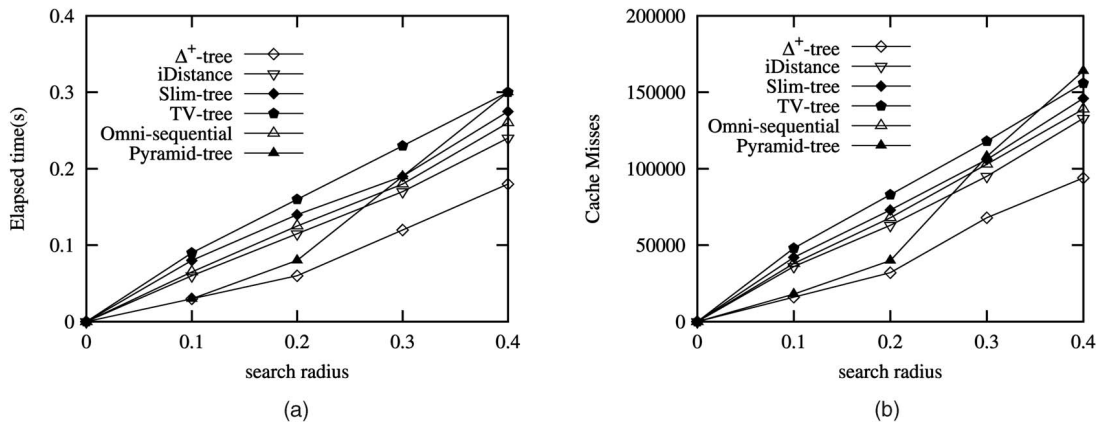 0.4
0.3
0.2
0.1
0
Elapsed time(s)
Δ+-tree
iDistance
Slim-tree
TV-tree
Omni-sequential
Pyramid-tree
0 0.1 0.2 0.3 0.4
search radius
(a)
200000
150000
100000
50000
0
Cache Misses
Δ+-tree
iDistance
Slim-tree
TV-tree
Omni-sequential
Pyramid-tree
0 0.1 0.2 0.3 0.4
search radius
(b)